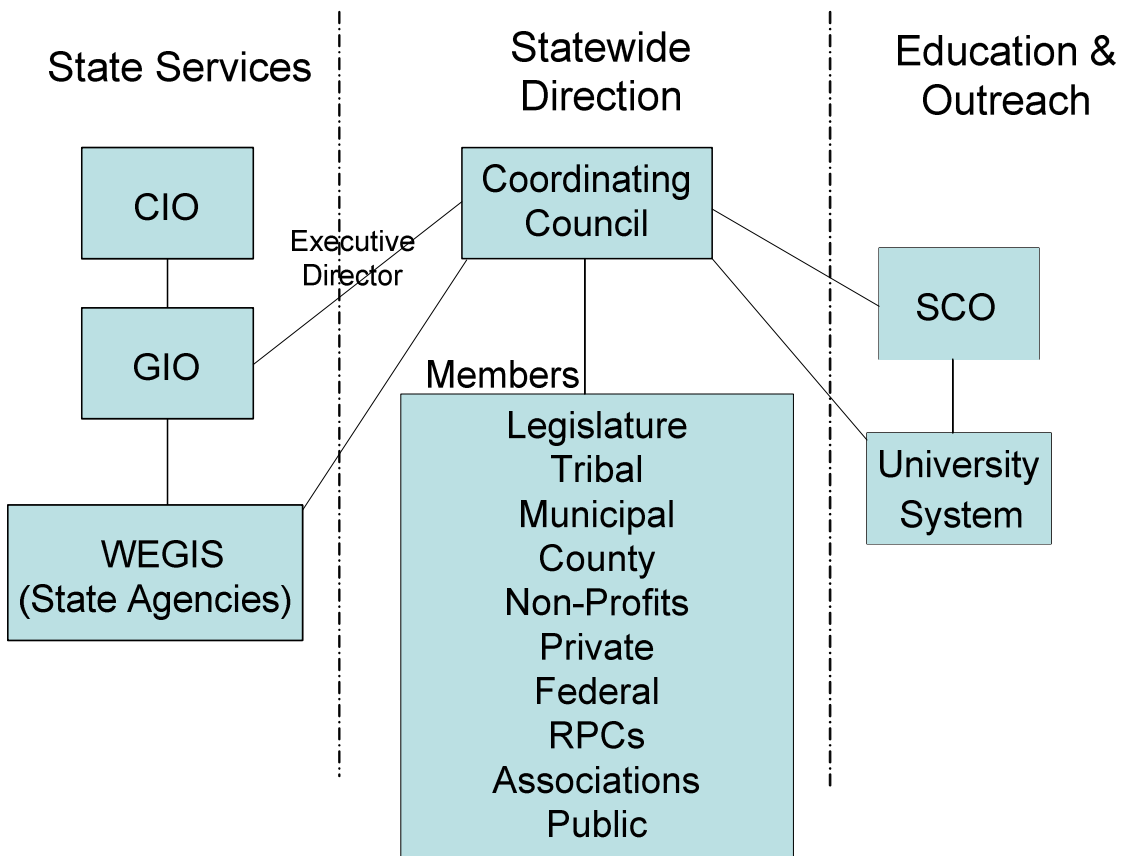 State Services
Statewide
Direction
Education &
Outreach
CIO
Coordinating
Council
Executive
Director
SCO
GIO
Members
Legislature
Tribal
Municipal
County
Non-Profits
Private
Federal
RPCs
Associations
Public
University
System
WEGIS
(State Agencies)